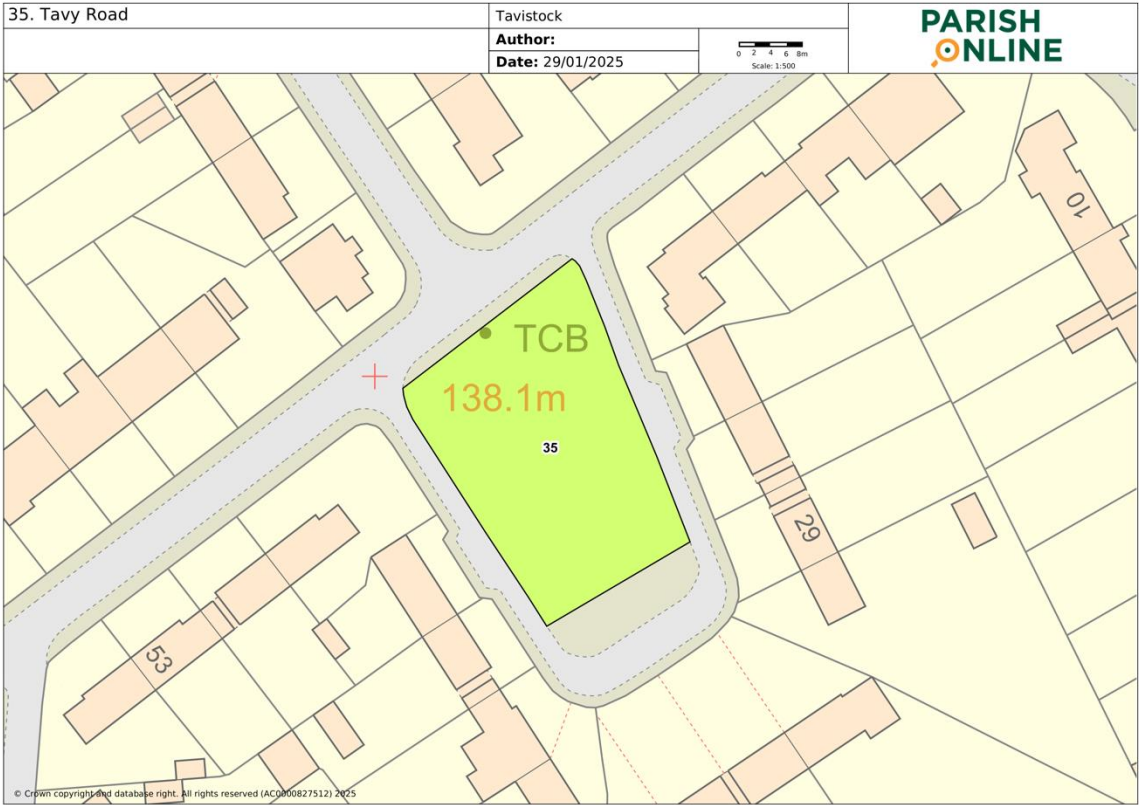 35. Tavy Road
Tavistock
Author:
Date: 29/01/2025
0 2 4 6 8m
Scale: 1:500
PARISH
ONLINE
10
TCB
138.1m
35
29
53
© Crown copyright and database right. All rights reserved (AC0000827512) 2025